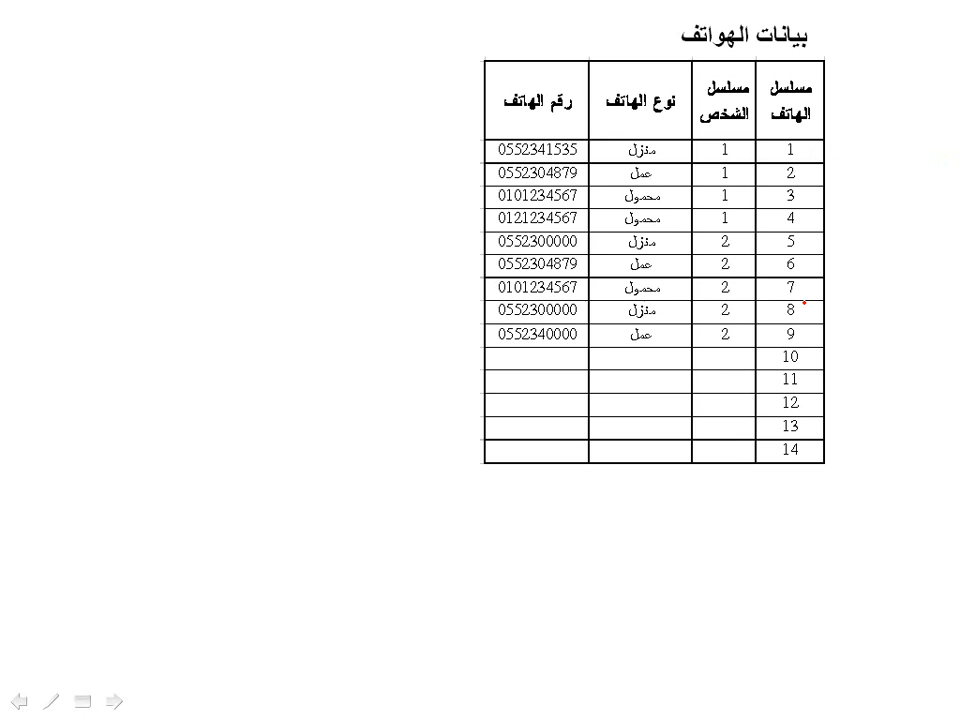 بيانات الهواتف
مسلسل الهاتف مسلسل الشخص نوع الهاتف رقم الهاتف
1 1 منزل 0552341535
2 1 عمل 0552304879
3 1 محمول 0101234567
4 1 محمول 0121234567
5 2 منزل 0552300000
6 2 عمل 0552304879
7 2 محمول 0101234567
8 2 منزل 0552300000
9 2 عمل 0552340000
10
11
12
13
14